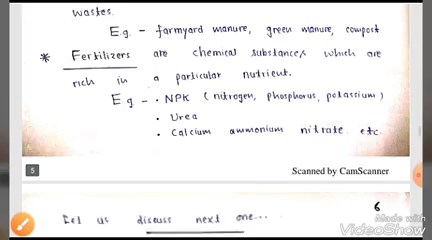 wastes.
E.g. - farmyard manure, green manure, compost
* Fertilizers are chemical substances which are
rich in a particular nutrient.
E g - • NPK (nitrogen, phosphorus, potassium)
• Urea
• Calcium ammonium nitrate etc.
5
Scanned by CamScanner
6
Let us discuss next one...
Made with
VideoShow